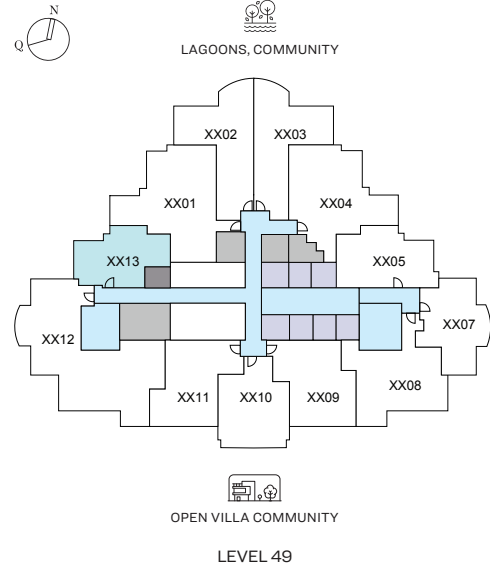 N
Q
LAGOONS, COMMUNITY
XX02 XX03
XX01 XX04
XX13 XX05
XX12 XX07
XX11 XX10 XX09 XX08
OPEN VILLA COMMUNITY
LEVEL 49